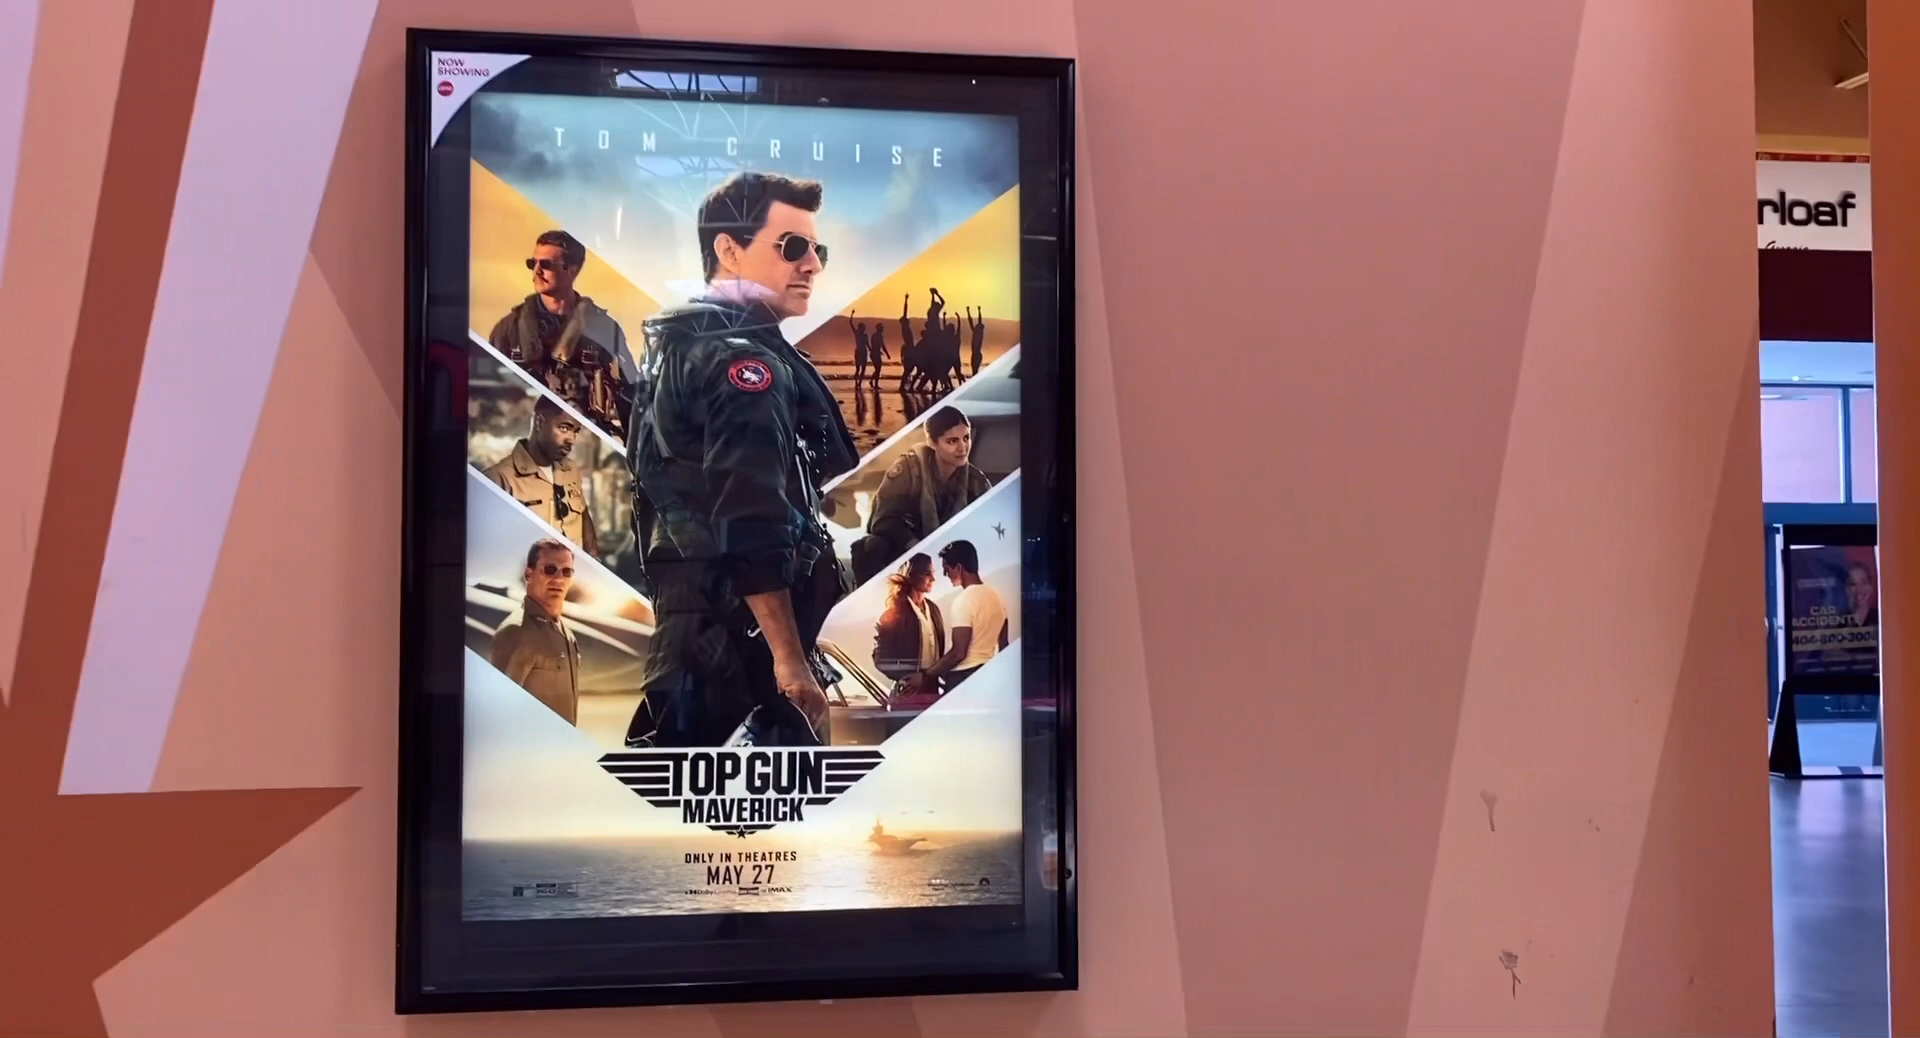 NOW
SHOWING
TOM CRUISE
TOP GUN
MAVERICK
ONLY IN THEATRES
MAY 27
IMAX
rloaf
CAR
ACCIDENT